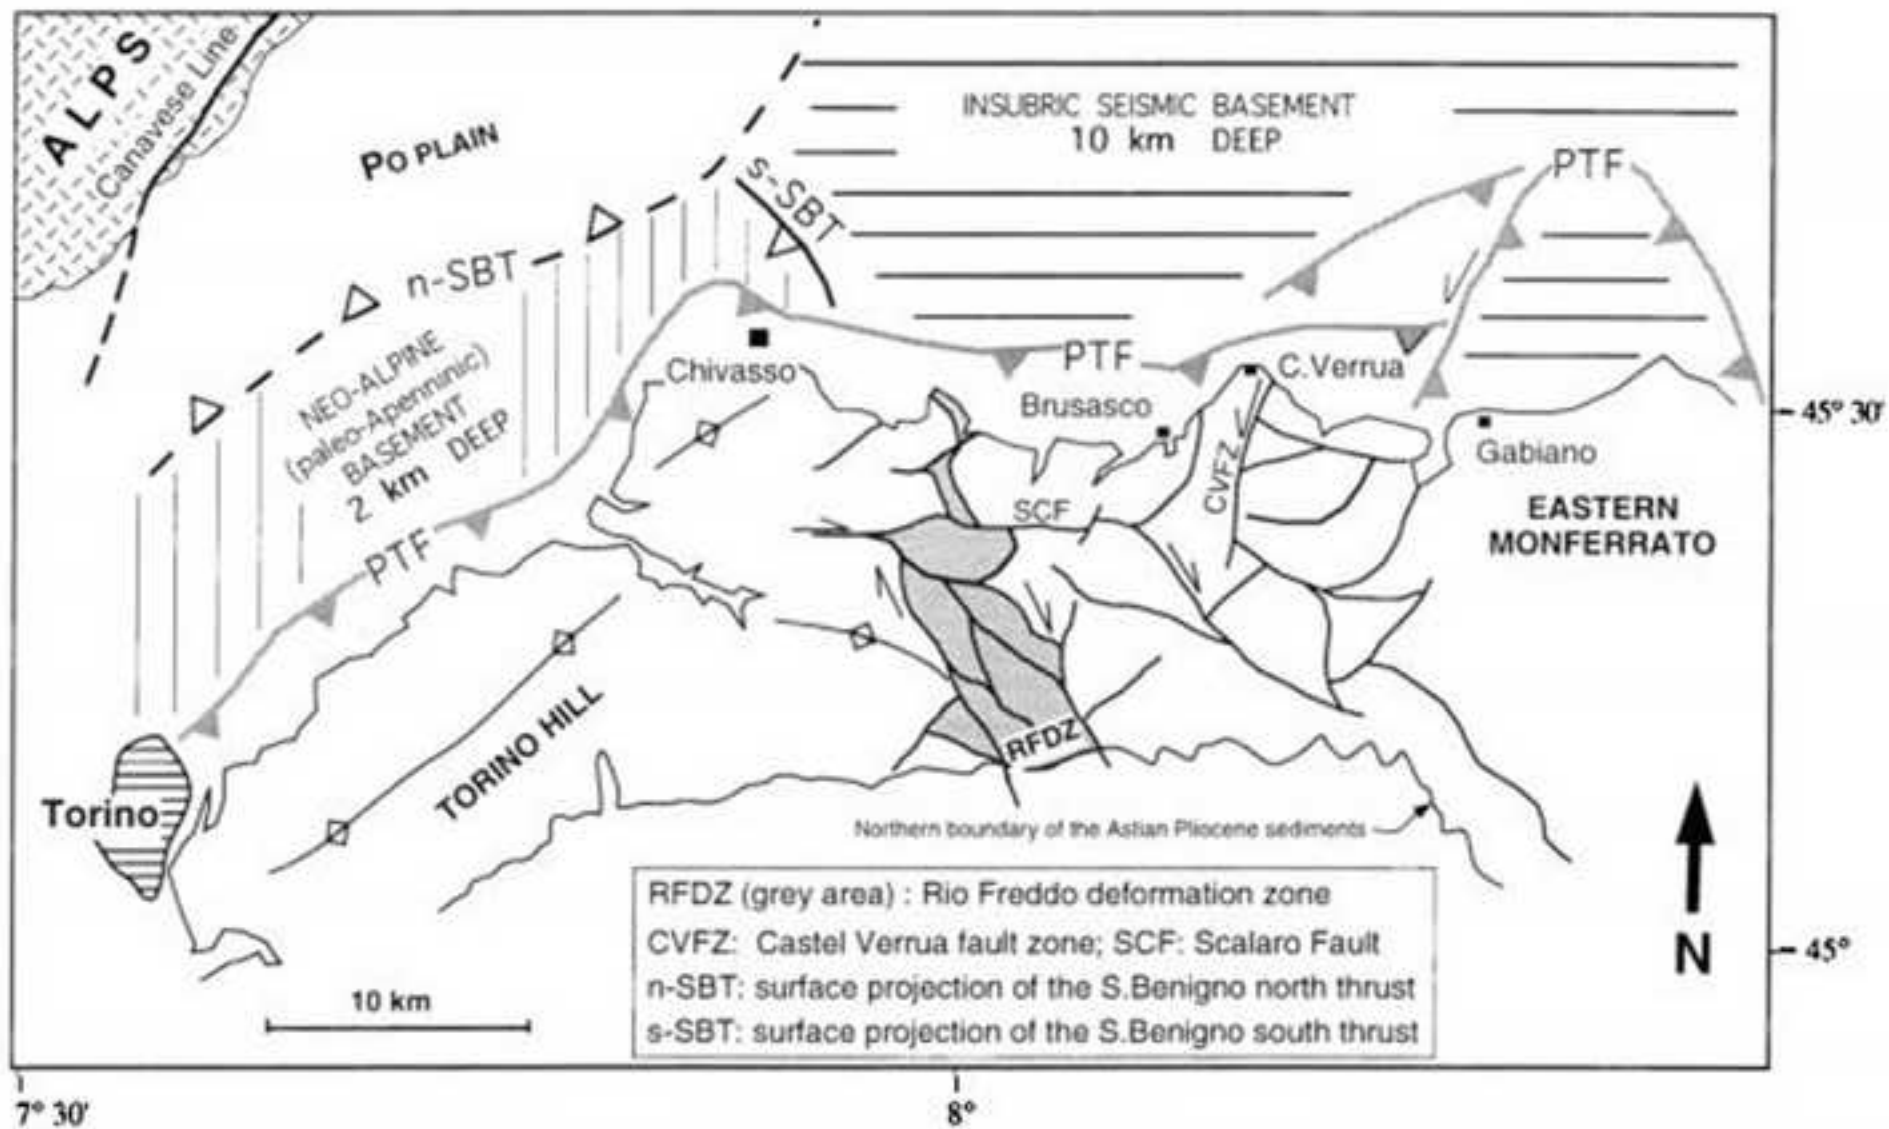 ALPS
Canavese Line
PO PLAIN
INSUBRIC SEISMIC BASEMENT
10 km DEEP
PTF
s-SBT
n-SBT
NEO-ALPINE
(paleo-Apenninic)
BASEMENT
2 km DEEP
PTF
Chivasso
PTF
C.Verrua
Brusasco
CVFZ
SCF
Gabiano
EASTERN
MONFERRATO
45° 30'
TORINO HILL
RFDZ
Torino
Northern boundary of the Astian Pliocene sediments
RFDZ (grey area) : Rio Freddo deformation zone
CVFZ: Castel Verrua fault zone; SCF: Scalaro Fault
n-SBT: surface projection of the S.Benigno north thrust
s-SBT: surface projection of the S.Benigno south thrust
10 km
N
45°
7° 30'
8°